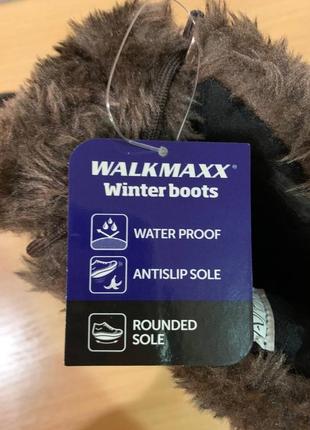 WALKMAXX®
Winter boots
WATER PROOF
ANTISLIP SOLE
ROUNDED
SOLE